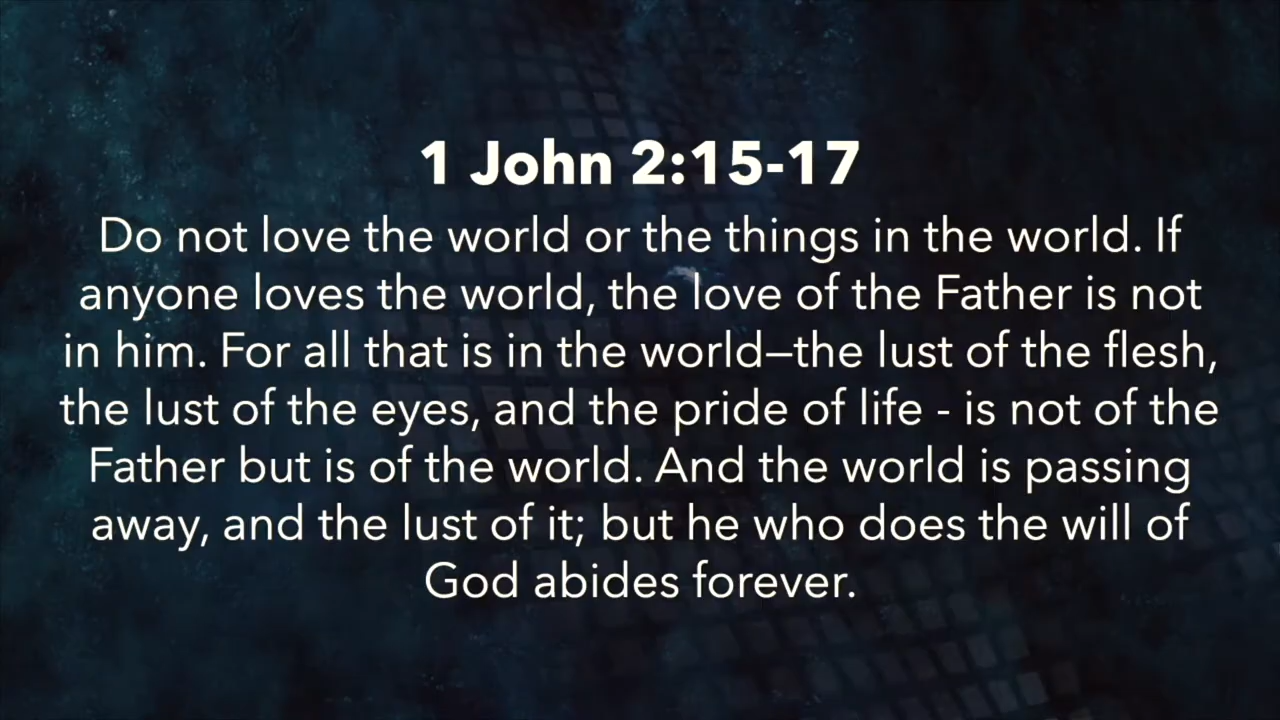 1 John 2:15-17
Do not love the world or the things in the world. If
anyone loves the world, the love of the Father is not
in him. For all that is in the world—the lust of the flesh,
the lust of the eyes, and the pride of life - is not of the
Father but is of the world. And the world is passing
away, and the lust of it; but he who does the will of
God abides forever.